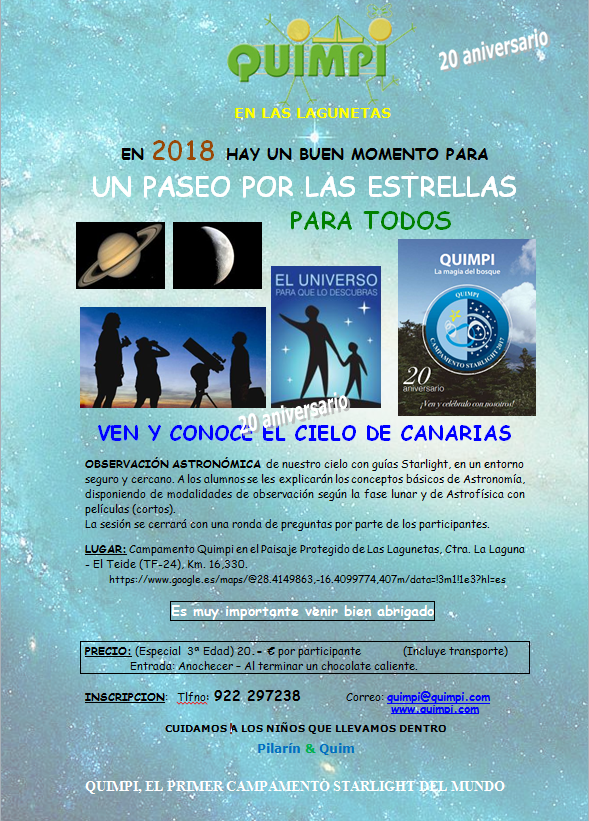 QUIMPI
20 aniversario
EN LAS LAGUNETAS
EN 2018 HAY UN BUEN MOMENTO PARA
UN PASEO POR LAS ESTRELLAS
PARA TODOS
EL UNIVERSO
PARA QUE LO DESCUBRAS
QUIMPI
La magia del bosque
QUIMPI
CAMPAMENTO STARLIGHT 2017
20
aniversario
¡Ven y celébralo con nosotros!
20 aniversario
VEN Y CONOCE EL CIELO DE CANARIAS
OBSERVACIÓN ASTRONÓMICA de nuestro cielo con guías Starlight, en un entorno
seguro y cercano. A los alumnos se les explicarán los conceptos básicos de Astronomía,
disponiendo de modalidades de observación según la fase lunar y de Astrofísica con
películas (cortos).
La sesión se cerrará con una ronda de preguntas por parte de los participantes.
LUGAR: Campamento Quimpi en el Paisaje Protegido de Las Lagunetas, Ctra. La Laguna
- El Teide (TF-24), Km. 16,330.
https://www.google.es/maps/@28.4149863,-16.4099774,407m/data=!3m1!1e3?hl=es
Es muy importante venir bien abrigado
PRECIO: (Especial 3ª Edad) 20.- € por participante (Incluye transporte)
Entrada: Anochecer – Al terminar un chocolate caliente.
INSCRIPCION: Tlfno: 922 297238 Correo: quimpi@quimpi.com
www.quimpi.com
CUIDAMOS A LOS NIÑOS QUE LLEVAMOS DENTRO
Pilarín & Quim
QUIMPI, EL PRIMER CAMPAMENTO STARLIGHT DEL MUNDO